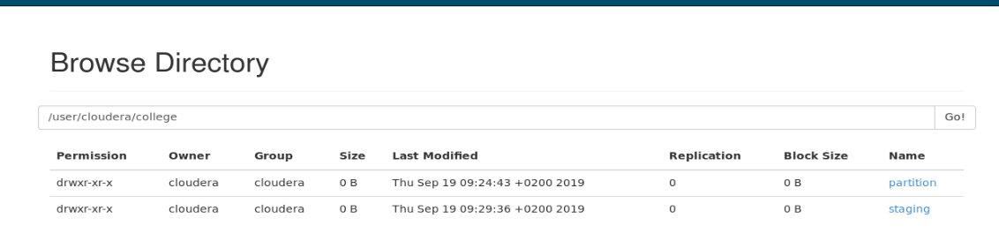 Browse Directory
/user/cloudera/college Go!
Permission Owner Group Size Last Modified Replication Block Size Name
drwxr-xr-x cloudera cloudera 0 B Thu Sep 19 09:24:43 +0200 2019 0 0 B partition
drwxr-xr-x cloudera cloudera 0 B Thu Sep 19 09:29:36 +0200 2019 0 0 B staging